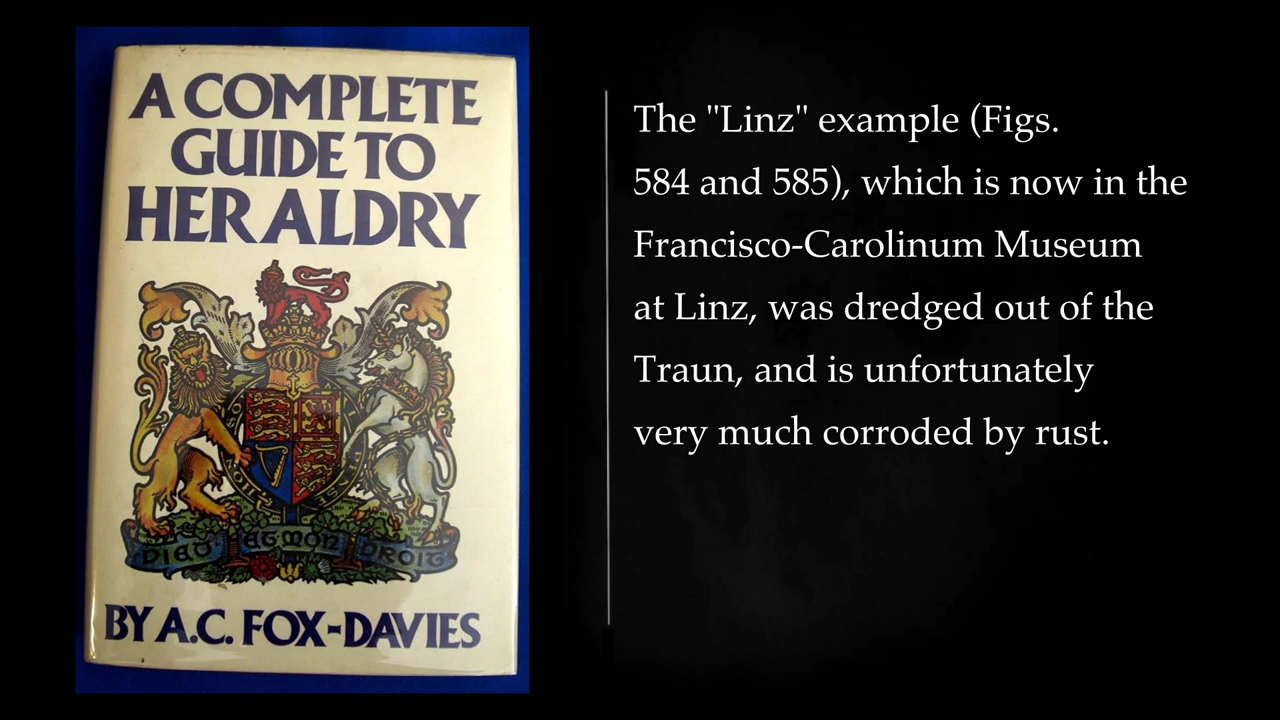 A COMPLETE
GUIDE TO
HERALDRY
DIEU ET MON DROIT
BY A.C. FOX-DAVIES
The "Linz" example (Figs.
584 and 585), which is now in the
Francisco-Carolinum Museum
at Linz, was dredged out of the
Traun, and is unfortunately
very much corroded by rust.